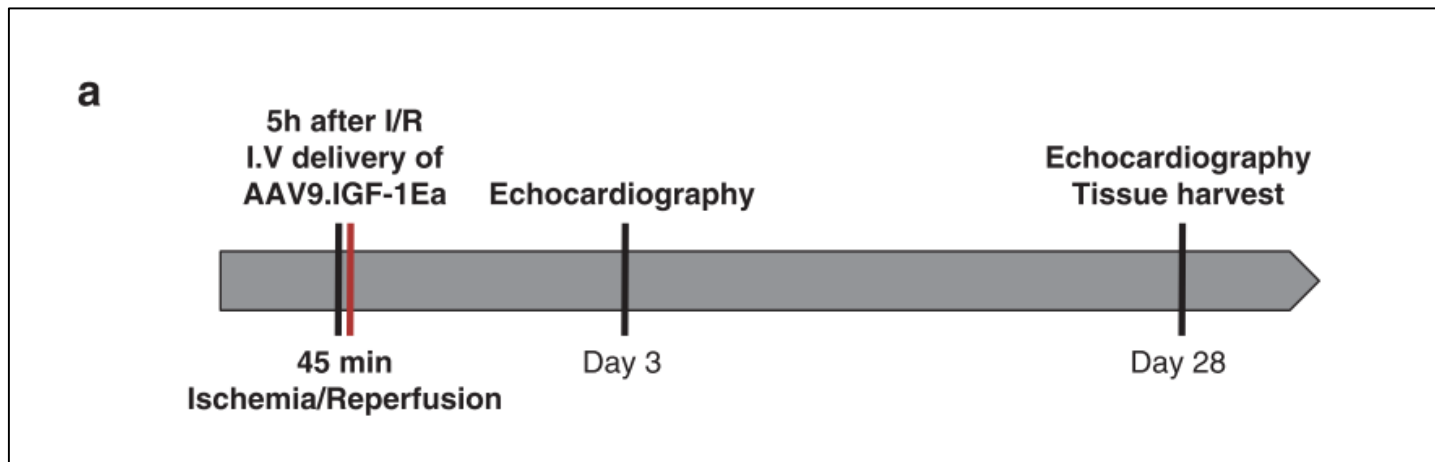 a
5h after I/R
I.V delivery of
AAV9.IGF-1Ea
Echocardiography
Echocardiography
Tissue harvest
45 min
Ischemia/Reperfusion
Day 3
Day 28